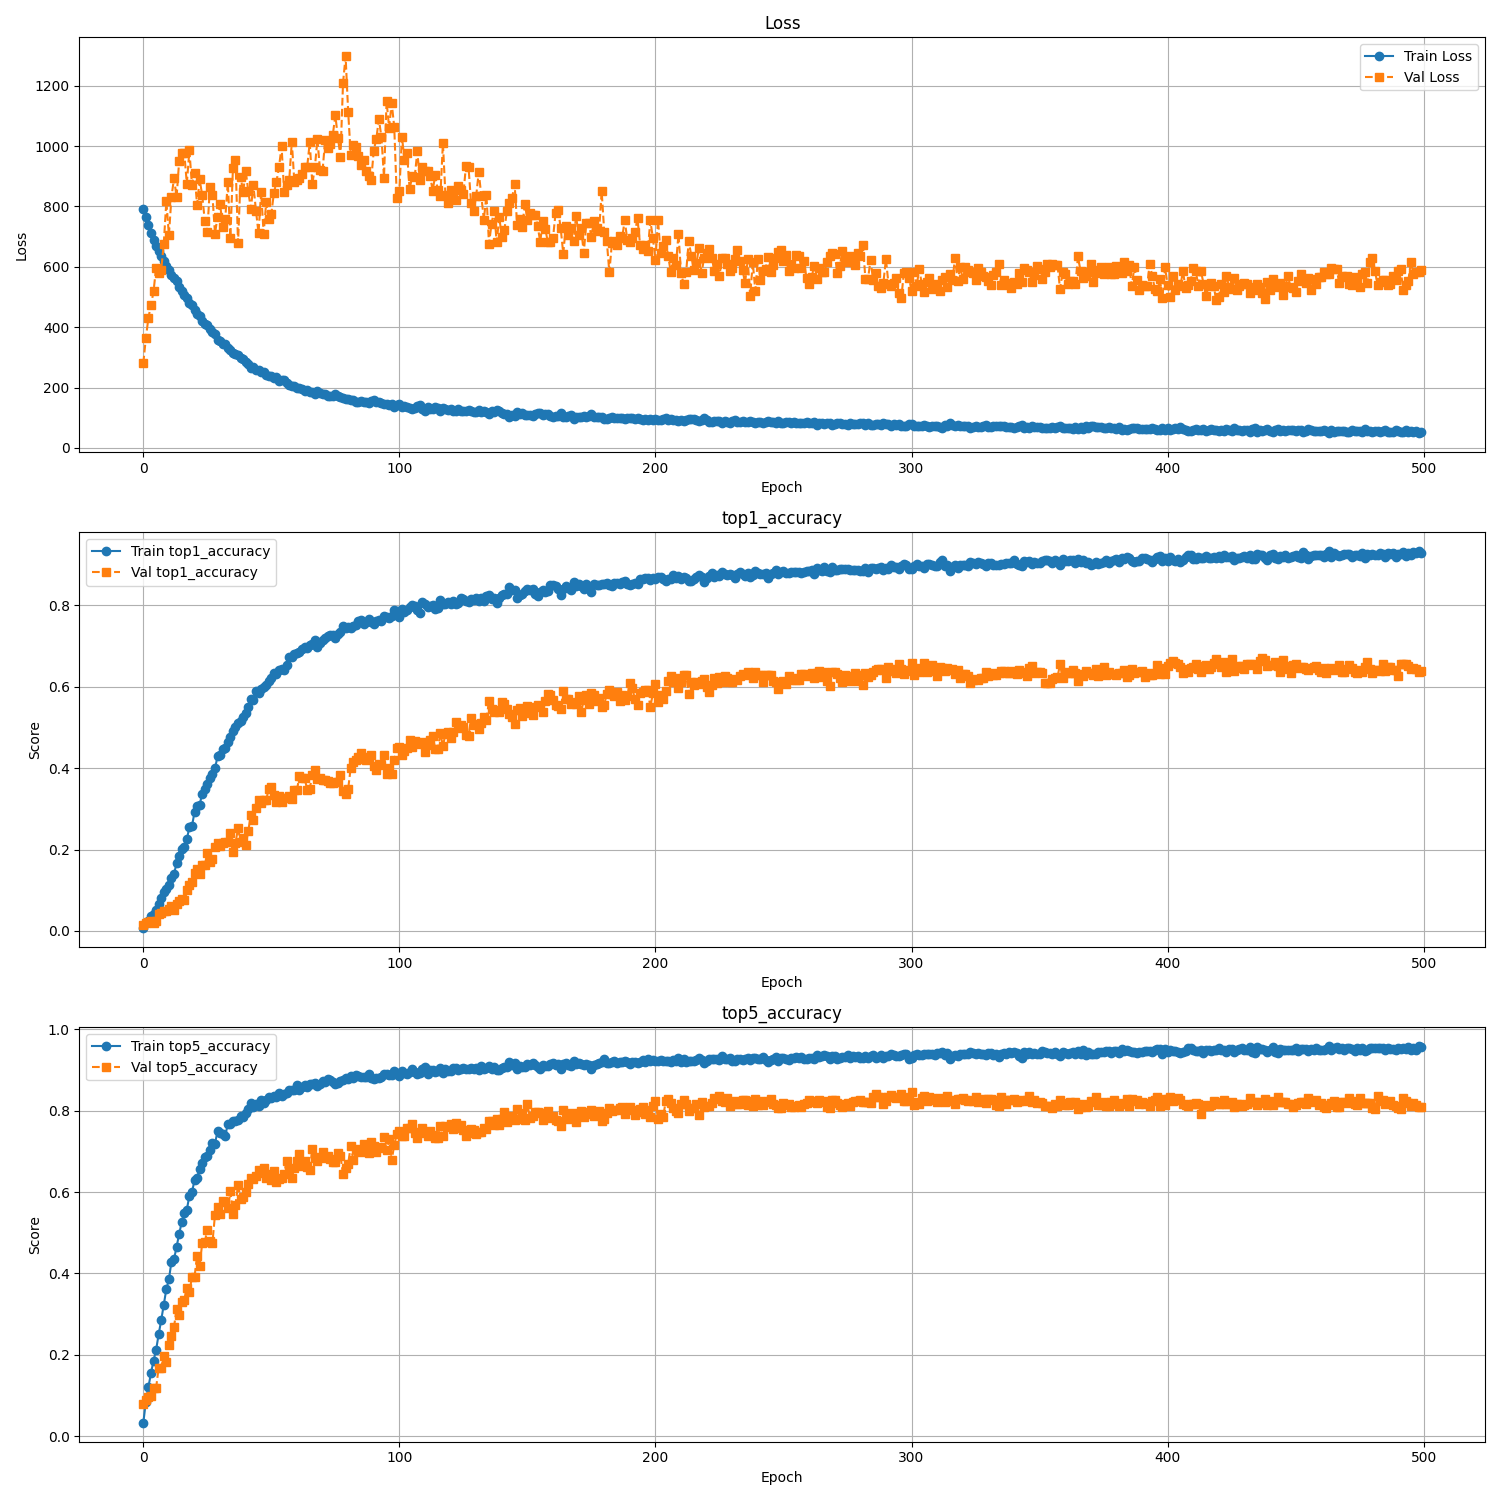 Loss
Train Loss
Val Loss
1200
1000
800
600
400
200
0
Loss
0 100 200 300 400 500
Epoch
top1_accuracy
Train top1_accuracy
Val top1_accuracy
0.8
0.6
0.4
0.2
0.0
Score
0 100 200 300 400 500
Epoch
top5_accuracy
Train top5_accuracy
Val top5_accuracy
1.0
0.8
0.6
0.4
0.2
0.0
Score
0 100 200 300 400 500
Epoch